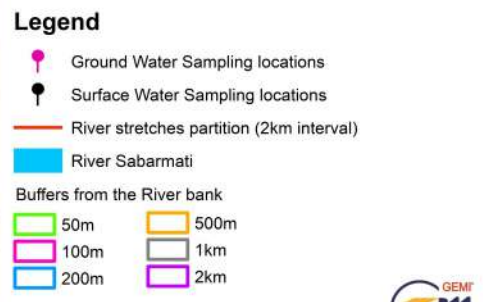 Legend
Ground Water Sampling locations
Surface Water Sampling locations
River stretches partition (2km interval)
River Sabarmati
Buffers from the River bank
50m 500m
100m 1km
200m 2km